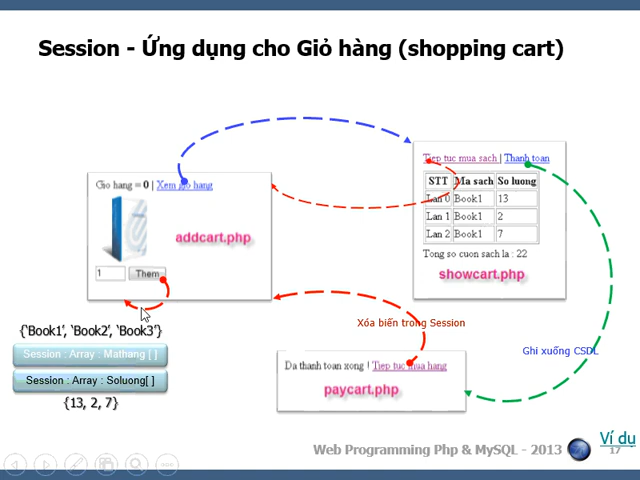 Session - Ứng dụng cho Giỏ hàng (shopping cart)
Gio hang = 0 | Xem gio hang
addcart.php
1 Them
{'Book1', 'Book2', 'Book3'}
Session : Array : Mathang [ ]
Session : Array : Soluong[ ]
{13, 2, 7}
Tiep tuc mua sach | Thanh toan
STT Ma sach So luong
Lan 0 Book1 13
Lan 1 Book1 2
Lan 2 Book1 7
Tong so cuon sach la : 22
showcart.php
Xóa biến trong Session
Ghi xuống CSDL
Da thanh toan xong ! Tiep tuc mua hang
paycart.php
Ví dụ
Web Programming Php & MySQL - 2013
17